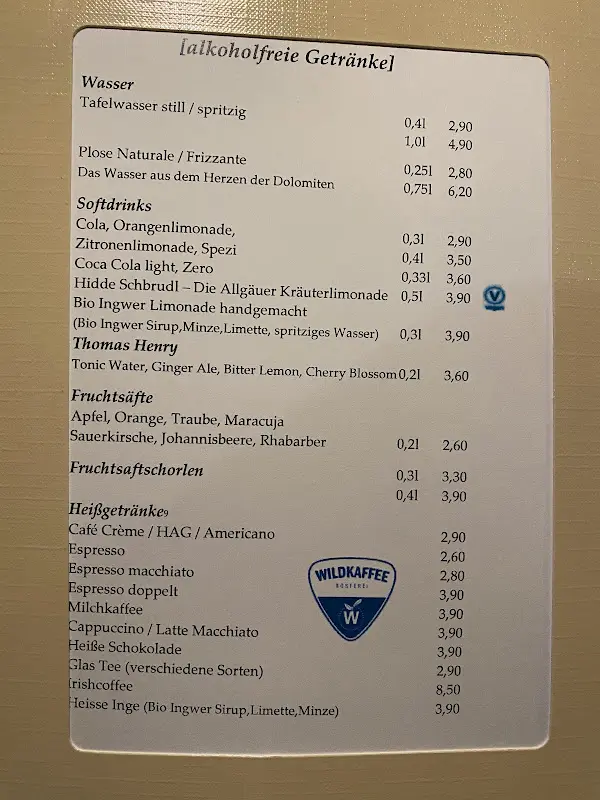 [alkoholfreie Getränke]
Wasser
Tafelwasser still / spritzig
0,4l 2,90
1,0l 4,90
Plose Naturale / Frizzante
0,25l 2,80
Das Wasser aus dem Herzen der Dolomiten 0,75l 6,20
Softdrinks
Cola, Orangenlimonade,
Zitronenlimonade, Spezi 0,3l 2,90
0,4l 3,50
Coca Cola light, Zero 0,33l 3,60
Hidde Schbrudl – Die Allgäuer Kräuterlimonade 0,5l 3,90 V
Bio Ingwer Limonade handgemacht
(Bio Ingwer Sirup,Minze,Limette, spritziges Wasser) 0,3l 3,90
Thomas Henry
Tonic Water, Ginger Ale, Bitter Lemon, Cherry Blossom 0,2l 3,60
Fruchtsäfte
Apfel, Orange, Traube, Maracuja
Sauerkirsche, Johannisbeere, Rhabarber 0,2l 2,60
Fruchtsaftschorlen 0,3l 3,30
0,4l 3,90
Heißgetränke9
Café Crème / HAG / Americano 2,90
Espresso 2,60
Espresso macchiato 2,80
Espresso doppelt 3,90
Milchkaffee 3,90
Cappuccino / Latte Macchiato 3,90
Heiße Schokolade 3,90
Glas Tee (verschiedene Sorten) 2,90
Irishcoffee 8,50
Heisse Inge (Bio Ingwer Sirup,Limette,Minze) 3,90
WILDKAFFEE
RÖSTEREI
W